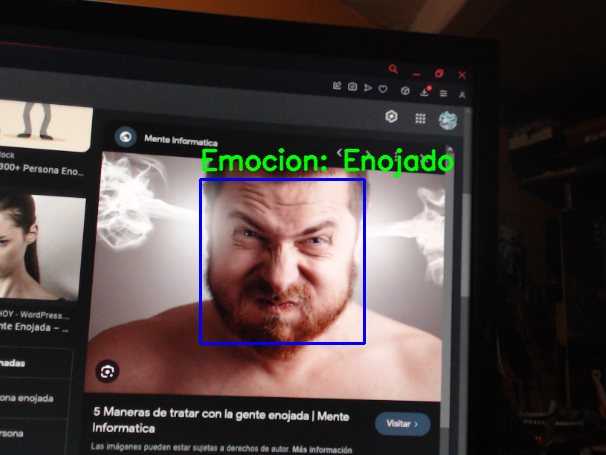 Mente Informatica
Emocion: Enojado
tock
300+ Persona Eno...
HOY - WordPress...
nte Enojada – ...
nadas
ona enojada
rsona
5 Maneras de tratar con la gente enojada | Mente
Informatica
Visitar >
Las imágenes pueden estar sujetas a derechos de autor. Más información